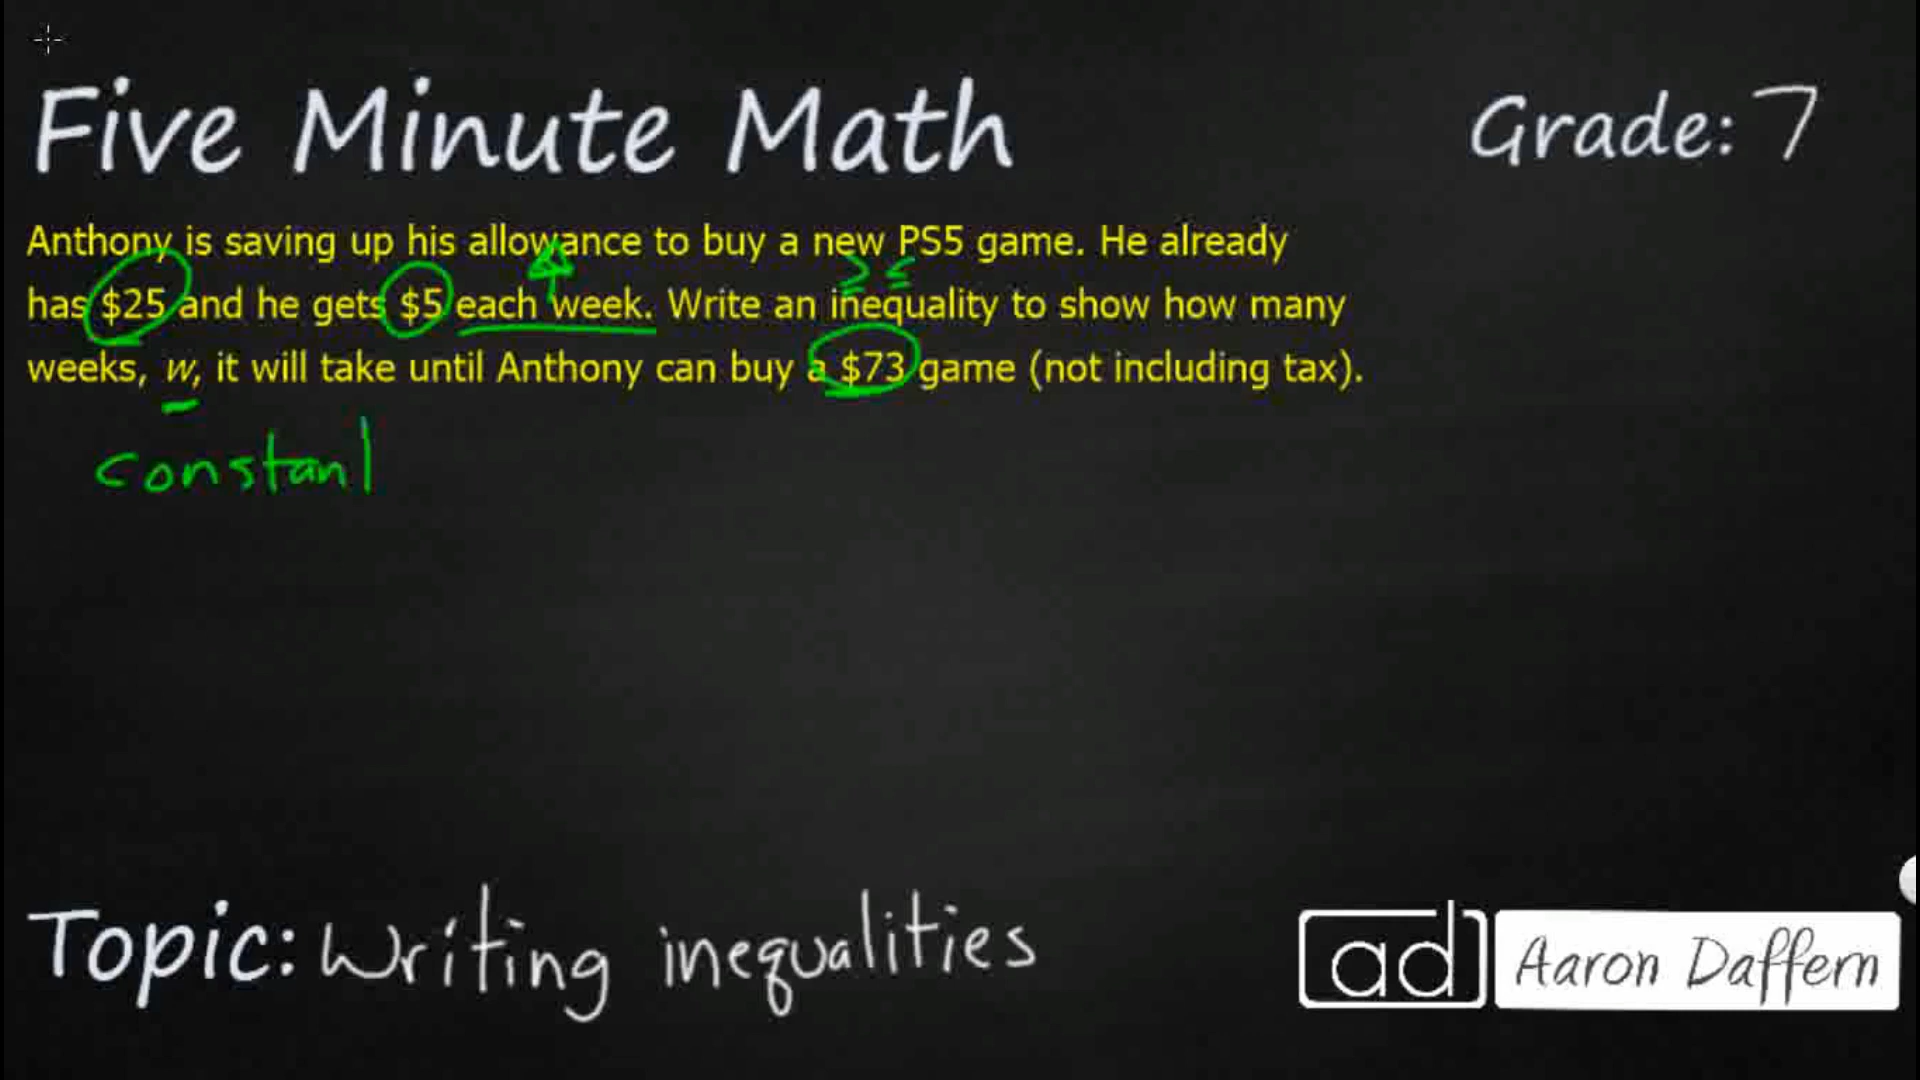 Five Minute Math
Grade: 7
Anthony is saving up his allowance to buy a new PS5 game. He already
has $25 and he gets $5 each week. Write an inequality to show how many
weeks, w, it will take until Anthony can buy a $73 game (not including tax).
> <
constant
Topic: Writing inequalities
ad Aaron Daffern